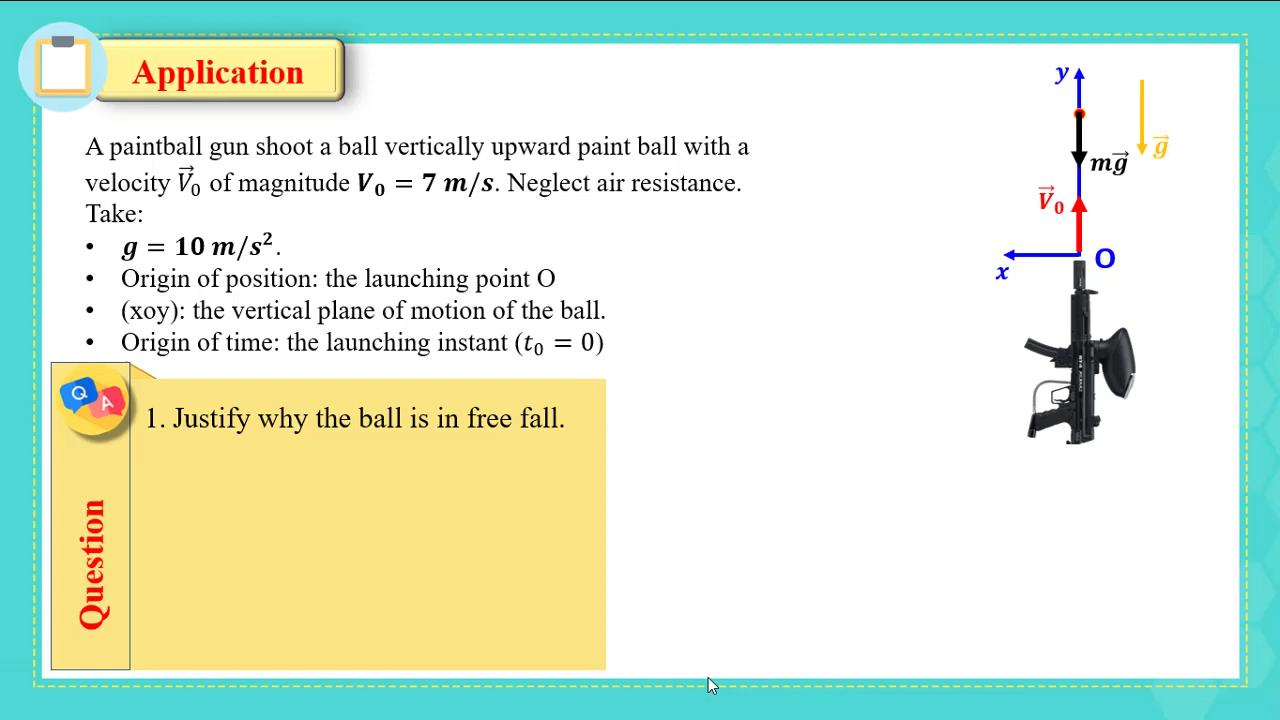 Application
A paintball gun shoot a ball vertically upward paint ball with a
velocity V⃗₀ of magnitude V₀ = 7 m/s. Neglect air resistance.
Take:
• g = 10 m/s².
• Origin of position: the launching point O
• (xoy): the vertical plane of motion of the ball.
• Origin of time: the launching instant (t₀ = 0)
Q
A
1. Justify why the ball is in free fall.
Question
y
g⃗
mg⃗
V⃗₀
O
x